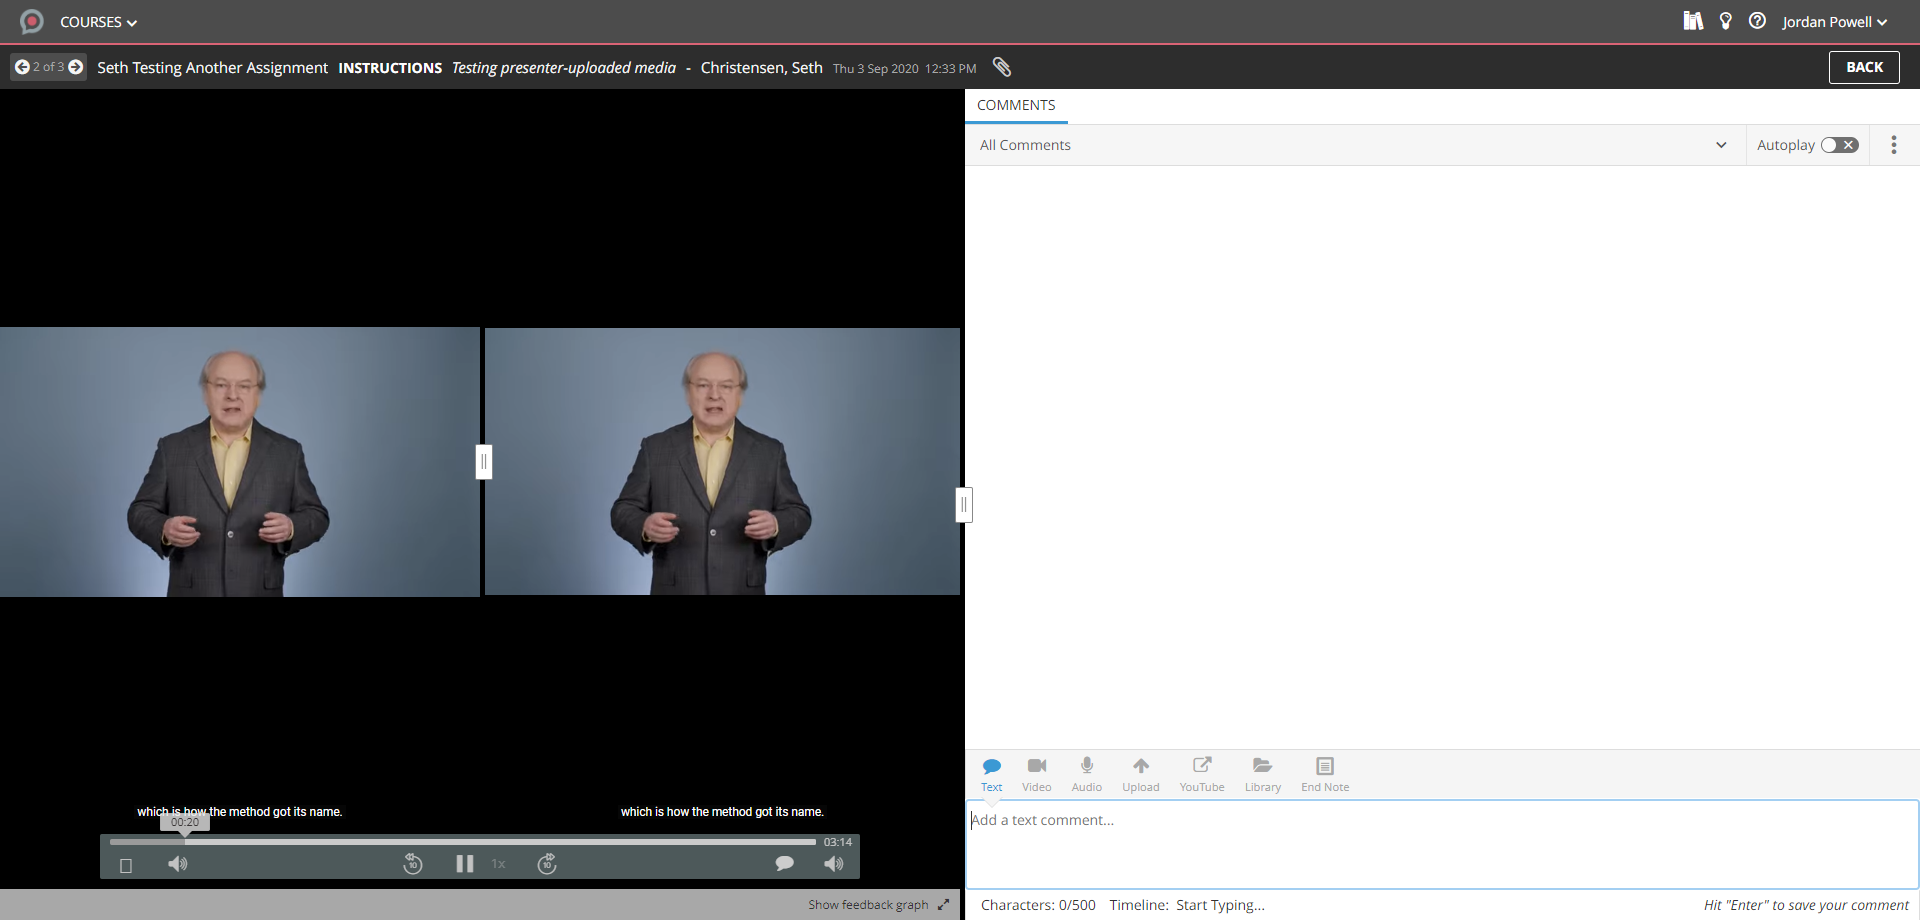 COURSES
Jordan Powell
2 of 3 Seth Testing Another Assignment INSTRUCTIONS Testing presenter-uploaded media - Christensen, Seth Thu 3 Sep 2020 12:33 PM
BACK
COMMENTS
All Comments
Autoplay
which is how the method got its name.
which is how the method got its name.
00:20
03:14
10
1x
10
Show feedback graph
Text Video Audio Upload YouTube Library End Note
Add a text comment...
Characters: 0/500 Timeline: Start Typing...
Hit "Enter" to save your comment